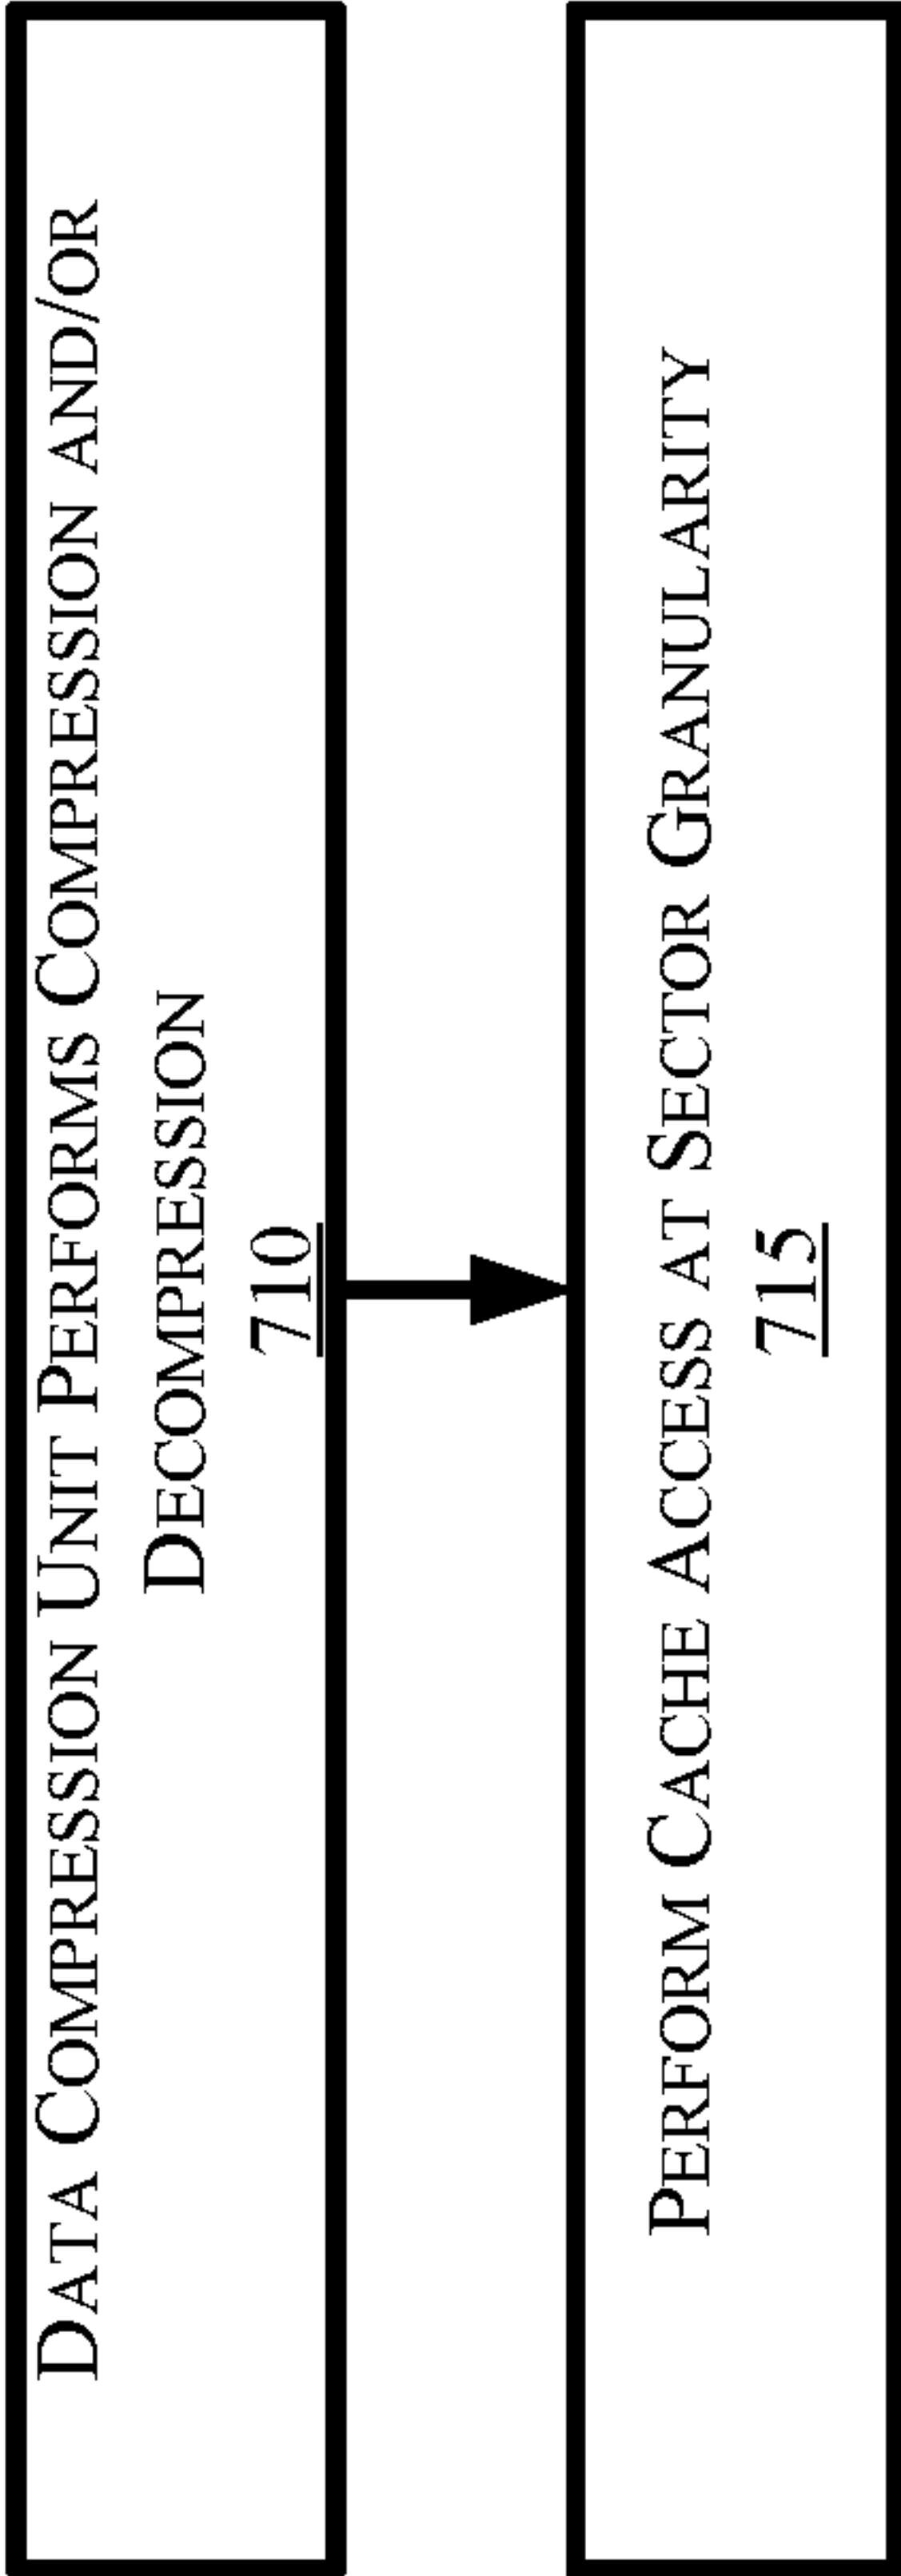 DATA COMPRESSION UNIT PERFORMS COMPRESSION AND/OR
DECOMPRESSION
710
PERFORM CACHE ACCESS AT SECTOR GRANULARITY
715